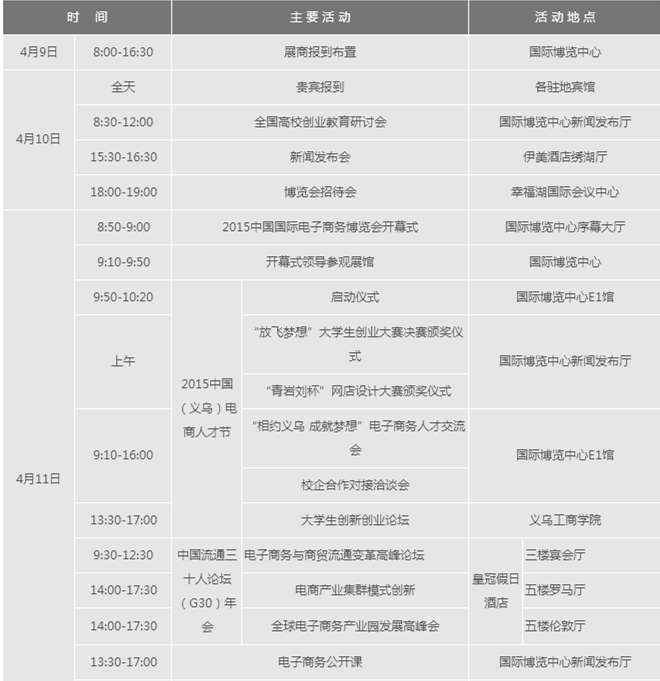 时 间 主 要 活 动 活 动 地 点
4月9日 8:00-16:30 展商报到布置 国际博览中心
4月10日
全天 贵宾报到 各驻地宾馆
8:30-12:00 全国高校创业教育研讨会 国际博览中心新闻发布厅
15:30-16:30 新闻发布会 伊美酒店绣湖厅
18:00-19:00 博览会招待会 幸福湖国际会议中心
4月11日
8:50-9:00 2015中国国际电子商务博览会开幕式 国际博览中心序幕大厅
9:10-9:50 开幕式领导参观展馆 国际博览中心
2015中国
（义乌）电
商人才节
9:50-10:20 启动仪式 国际博览中心E1馆
上午
“放飞梦想”大学生创业大赛决赛颁奖仪
式
“青岩刘杯”网店设计大赛颁奖仪式
国际博览中心新闻发布厅
9:10-16:00
“相约义乌 成就梦想”电子商务人才交流
会
校企合作对接洽谈会
国际博览中心E1馆
13:30-17:00 大学生创新创业论坛 义乌工商学院
中国流通三
十人论坛
（G30）年
会
9:30-12:30 电子商务与商贸流通变革高峰论坛 三楼宴会厅
皇冠假日
酒店
14:00-17:30 电商产业集群模式创新 五楼罗马厅
14:00-17:30 全球电子商务产业园发展高峰会 五楼伦敦厅
13:30-17:00 电子商务公开课 国际博览中心新闻发布厅